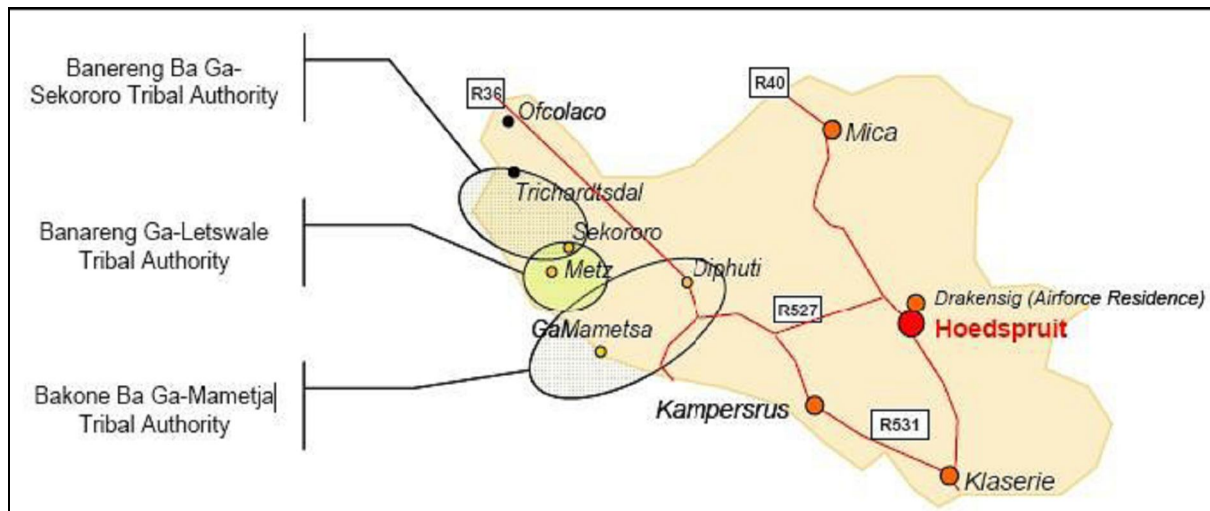 Banereng Ba Ga-
Sekororo Tribal Authority
Banareng Ga-Letswale
Tribal Authority
Bakone Ba Ga-Mametja
Tribal Authority
R36
Ofcolaco
Trichardtsdal
Sekororo
Metz
GaMametsa
Diphuti
R40
Mica
R527
Drakensig (Airforce Residence)
Hoedspruit
Kampersrus
R531
Klaserie